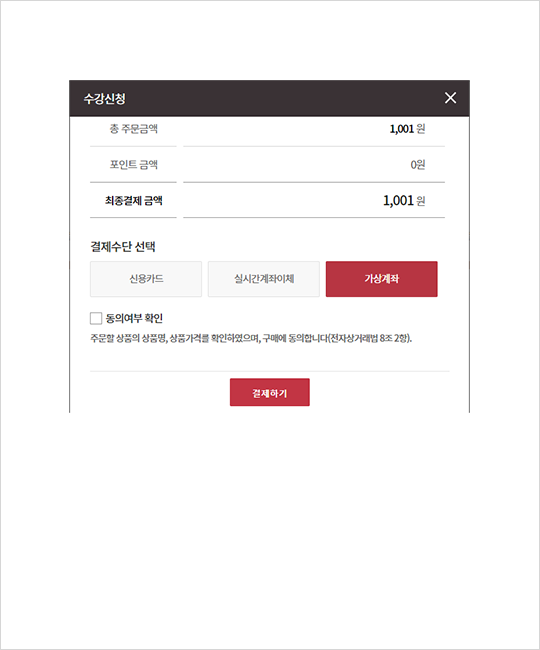 수강신청
총 주문금액 1,001 원
포인트 금액 0원
최종결제 금액 1,001 원
결제수단 선택
신용카드 실시간계좌이체 가상계좌
동의여부 확인
주문할 상품의 상품명, 상품가격를 확인하였으며, 구매에 동의합니다(전자상거래법 8조 2항).
결제하기